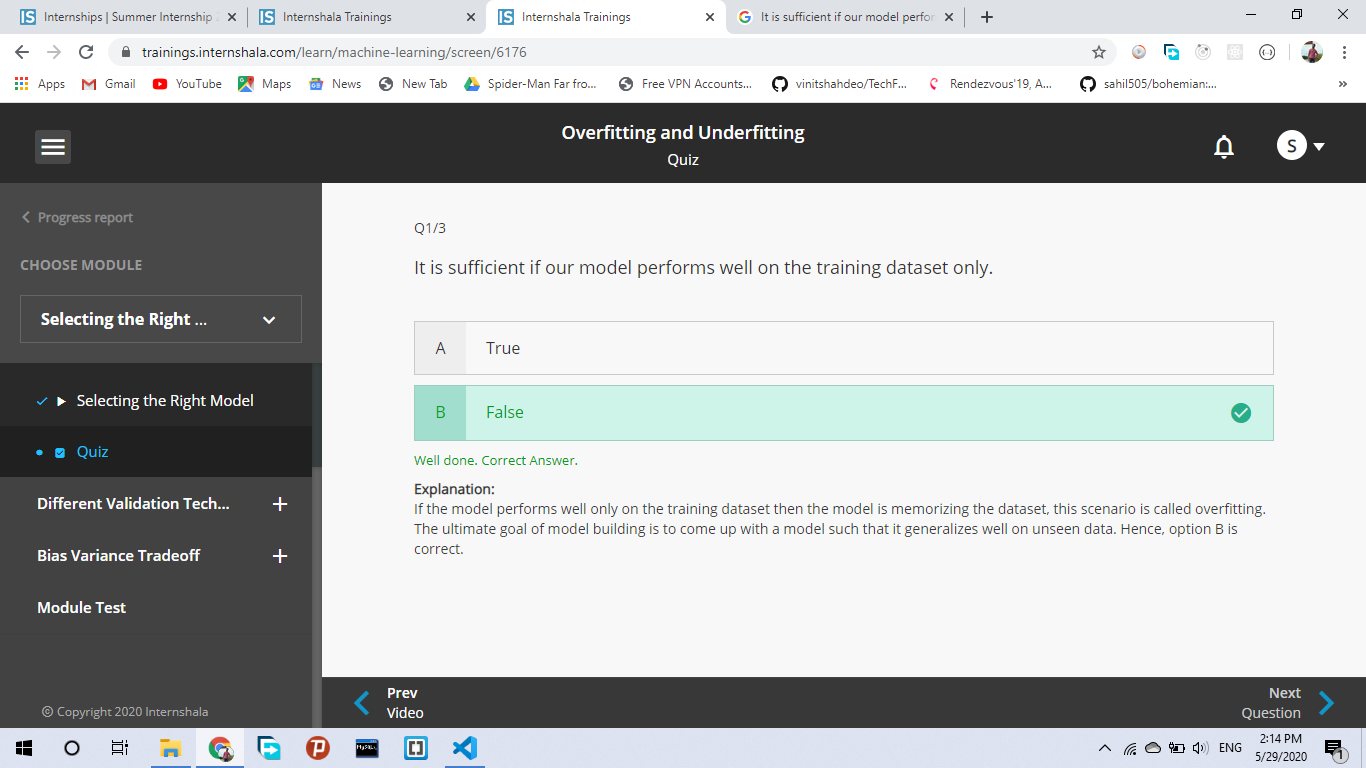 Internships | Summer Internship
Internshala Trainings
Internshala Trainings
It is sufficient if our model perfor
trainings.internshala.com/learn/machine-learning/screen/6176
Apps
Gmail
YouTube
Maps
News
New Tab
Spider-Man Far fro...
Free VPN Accounts...
vinitshahdeo/TechF...
Rendezvous'19, A...
sahil505/bohemian:...
»
Overfitting and Underfitting
Quiz
S
Progress report
CHOOSE MODULE
Selecting the Right ...
Selecting the Right Model
Quiz
Different Validation Tech...
Bias Variance Tradeoff
Module Test
© Copyright 2020 Internshala
Q1/3
It is sufficient if our model performs well on the training dataset only.
A True
B False
Well done. Correct Answer.
Explanation:
If the model performs well only on the training dataset then the model is memorizing the dataset, this scenario is called overfitting.
The ultimate goal of model building is to come up with a model such that it generalizes well on unseen data. Hence, option B is
correct.
Prev
Video
Next
Question
ENG
2:14 PM
5/29/2020
1